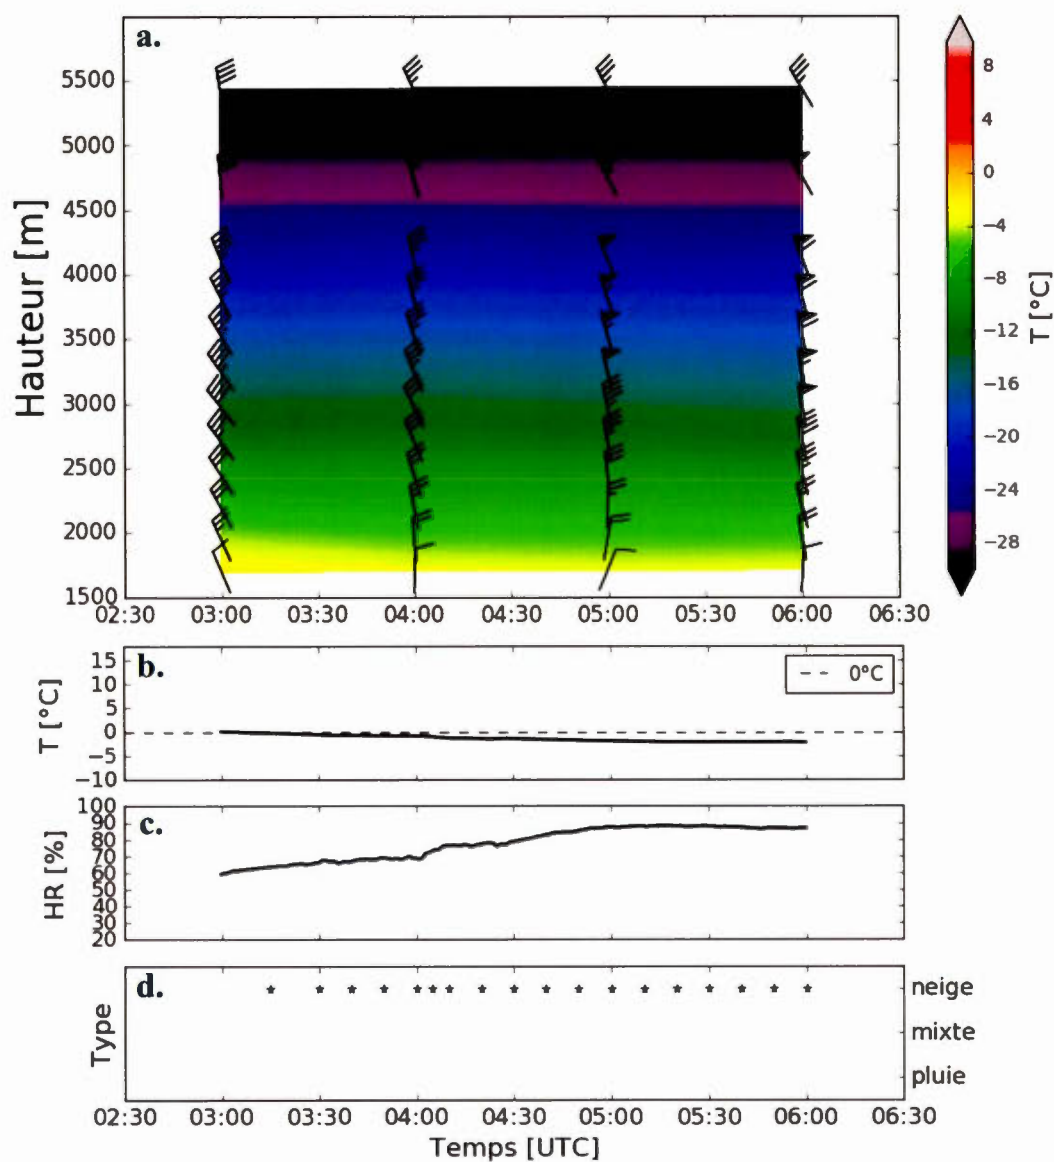 a.
5500
5000
4500
4000
3500
3000
2500
2000
1500
Hauteur [m]
02:30 03:00 03:30 04:00 04:30 05:00 05:30 06:00 06:30
8
4
0
−4
−8
−12
−16
−20
−24
−28
T [°C]
b.
15
10
5
0
−5
−10
T [°C]
0°C
c.
100
90
80
70
60
50
40
30
20
HR [%]
d.
Type
neige
mixte
pluie
02:30 03:00 03:30 04:00 04:30 05:00 05:30 06:00 06:30
Temps [UTC]